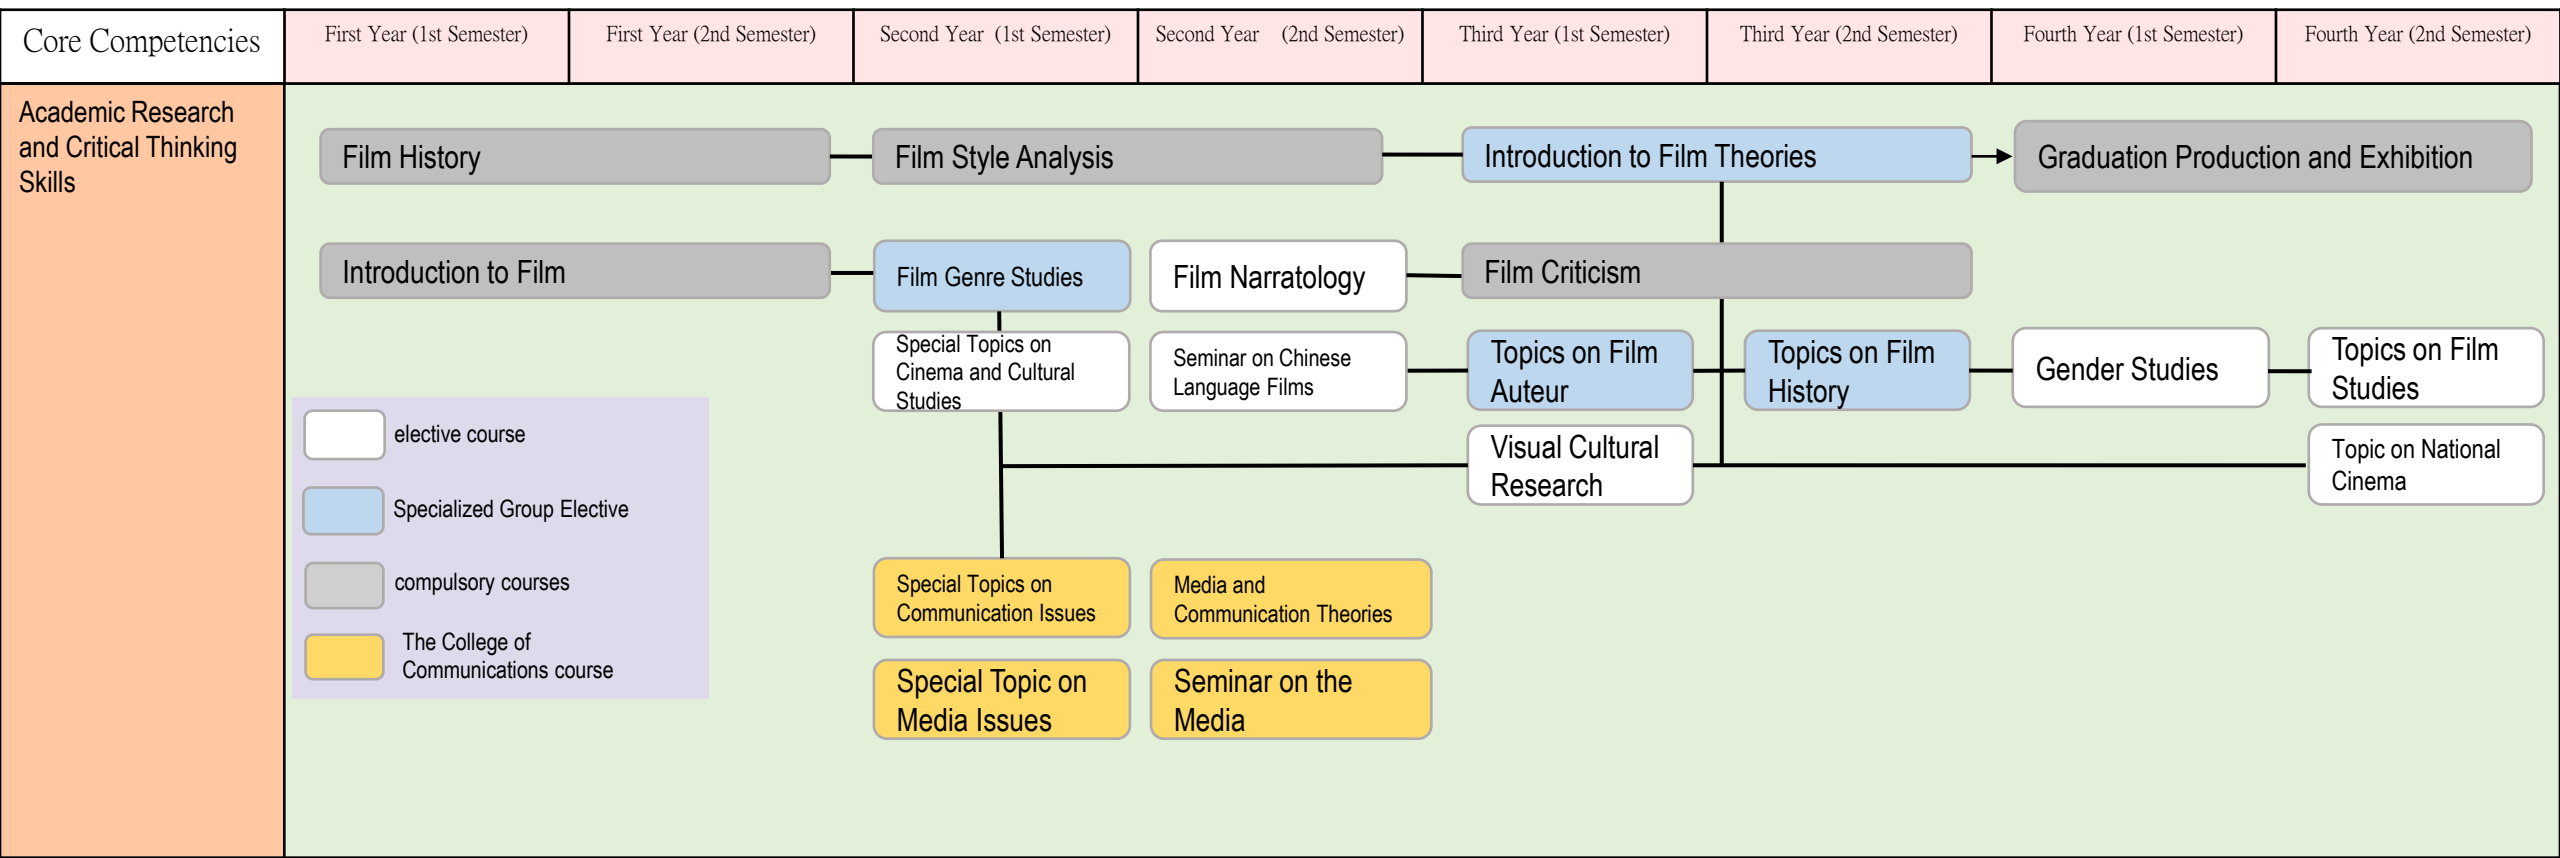 Core Competencies
First Year (1st Semester)
First Year (2nd Semester)
Second Year (1st Semester)
Second Year (2nd Semester)
Third Year (1st Semester)
Third Year (2nd Semester)
Fourth Year (1st Semester)
Fourth Year (2nd Semester)
Academic Research
and Critical Thinking
Skills
Film History
Film Style Analysis
Introduction to Film Theories
Graduation Production and Exhibition
Introduction to Film
Film Genre Studies
Film Narratology
Film Criticism
Special Topics on
Cinema and Cultural
Studies
Seminar on Chinese
Language Films
Topics on Film
Auteur
Topics on Film
History
Gender Studies
Topics on Film
Studies
Visual Cultural
Research
Topic on National
Cinema
elective course
Specialized Group Elective
compulsory courses
The College of
Communications course
Special Topics on
Communication Issues
Media and
Communication Theories
Special Topic on
Media Issues
Seminar on the
Media